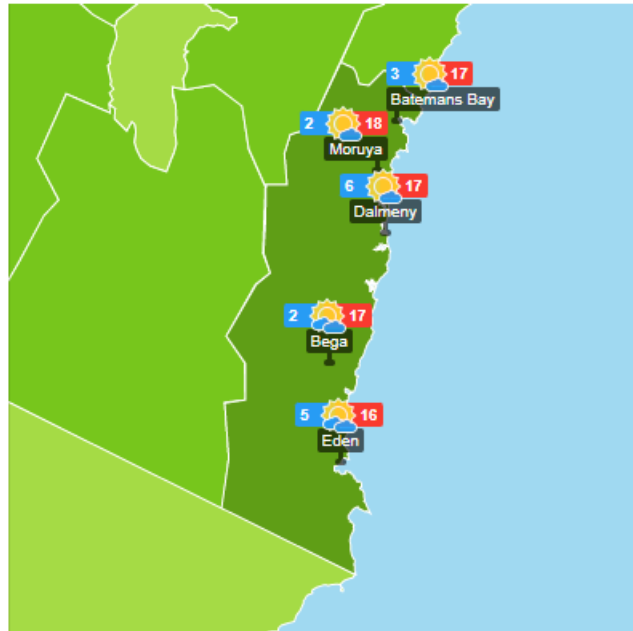 3 17
Batemans Bay
2 18
Moruya
6 17
Dalmeny
2 17
Bega
5 16
Eden